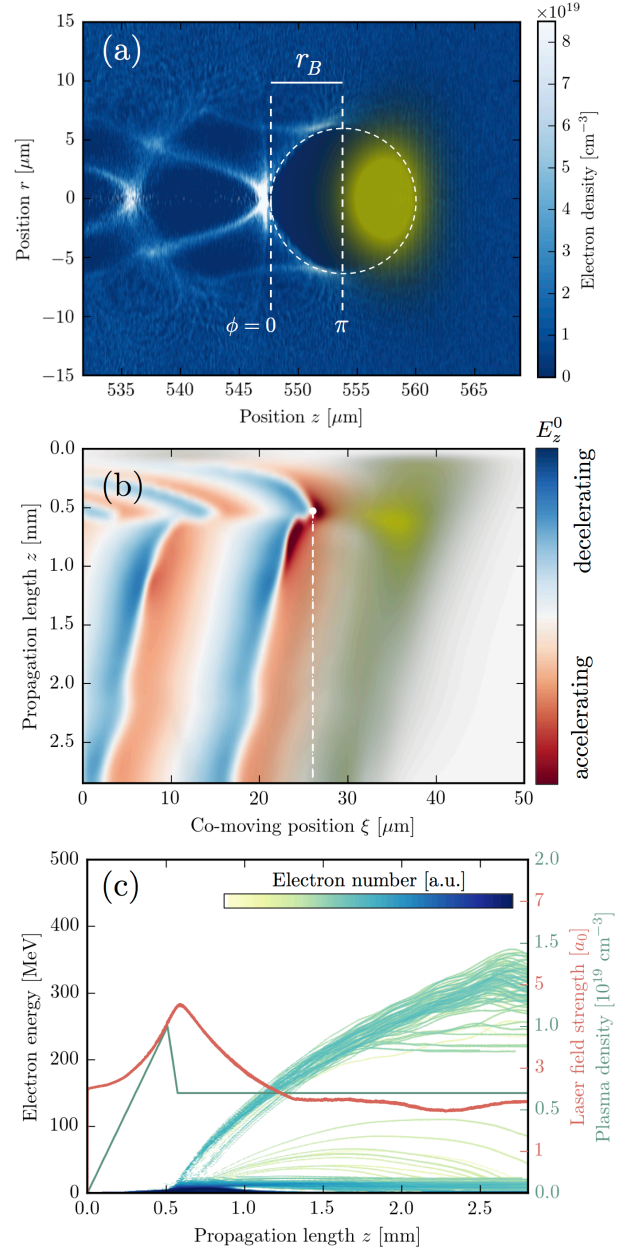 ×10¹⁹
(a)
r_B
ϕ = 0
π
15
10
5
0
−5
−10
−15
Position r [μm]
535 540 545 550 555 560 565
Position z [μm]
8
7
6
5
4
3
2
1
0
Electron density [cm⁻³]
(b)
0.0
0.5
1.0
1.5
2.0
2.5
Propagation length z [mm]
0 10 20 30 40 50
Co-moving position ξ [μm]
E_z^0
decelerating
accelerating
(c)
Electron number [a.u.]
500
400
300
200
100
0
Electron energy [MeV]
0.0 0.5 1.0 1.5 2.0 2.5
Propagation length z [mm]
7
5
3
1
Laser field strength [a₀]
2.0
1.5
1.0
0.5
0.0
Plasma density [10¹⁹ cm⁻³]